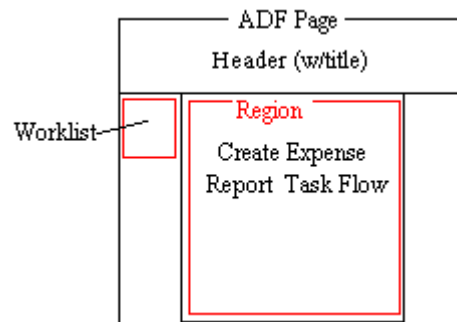 ADF Page
Header (w/title)
Worklist
Region
Create Expense
Report Task Flow